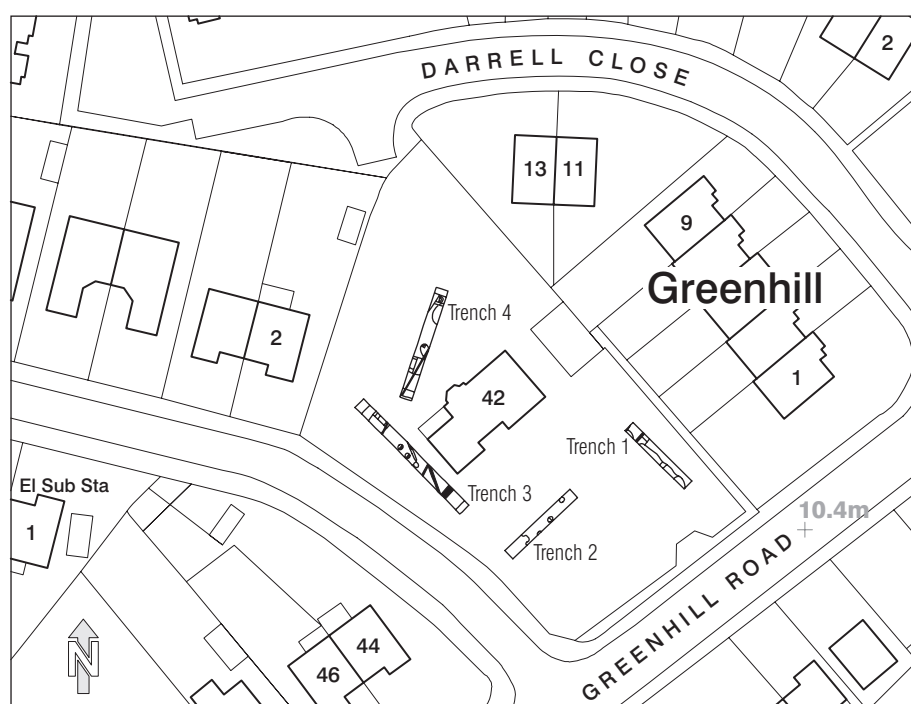 DARRELL CLOSE
2
13
11
9
Greenhill
Trench 4
2
1
42
Trench 1
El Sub Sta
Trench 3
10.4m
1
Trench 2
GREENHILL ROAD
44
46
N